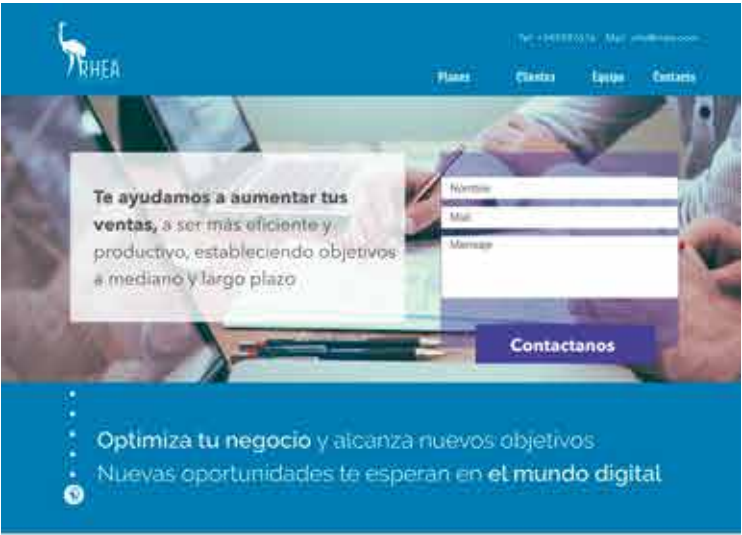 RHEA
Planes Clientes Equipo Contacto
Te ayudamos a aumentar tus
ventas, a ser más eficiente y
productivo, estableciendo objetivos
a mediano y largo plazo
Nombre
Mail
Mensaje
Contactanos
Optimiza tu negocio y alcanza nuevos objetivos
Nuevas oportunidades te esperan en el mundo digital